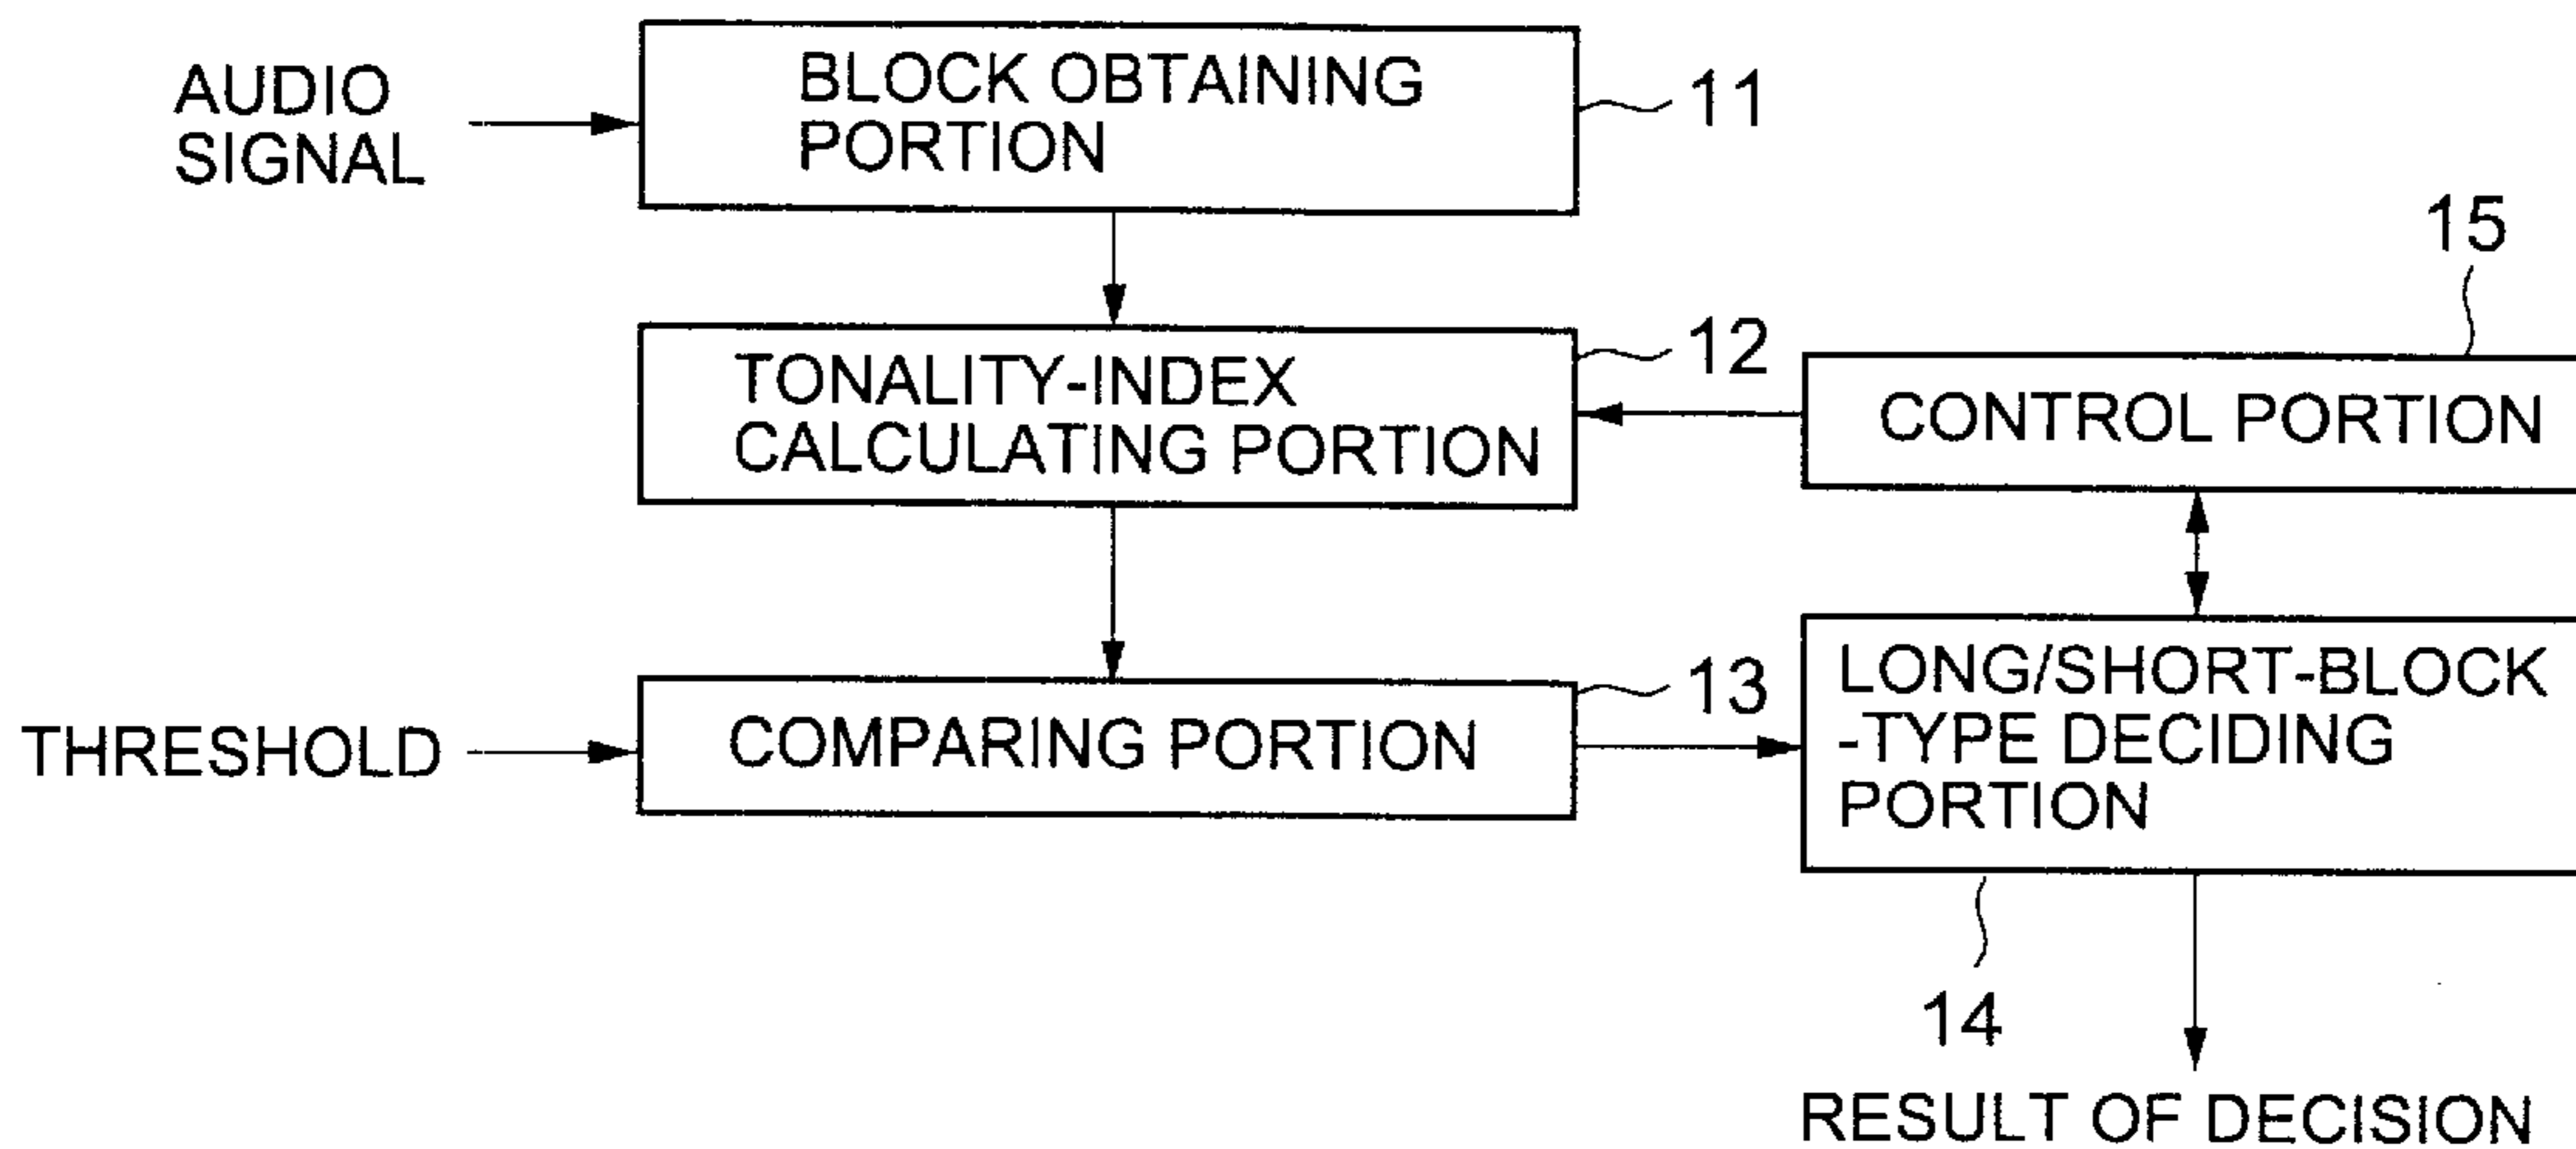 AUDIO
SIGNAL
BLOCK OBTAINING
PORTION
11
15
TONALITY-INDEX
CALCULATING PORTION
12
CONTROL PORTION
THRESHOLD
COMPARING PORTION
13
LONG/SHORT-BLOCK
-TYPE DECIDING
PORTION
14
RESULT OF DECISION